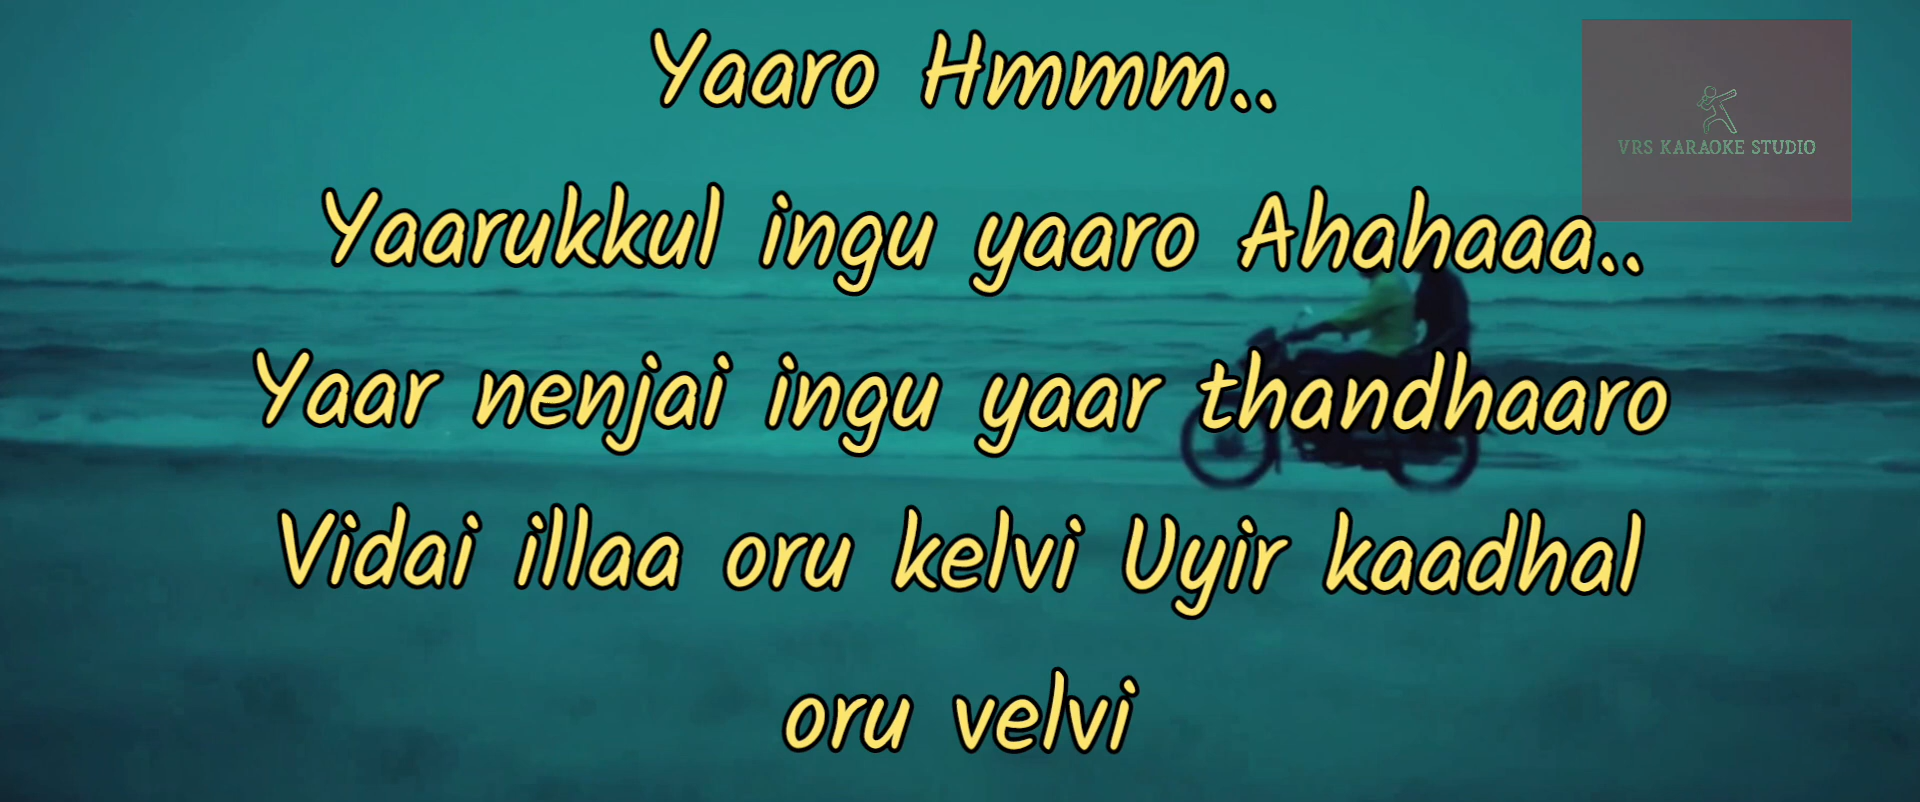 Yaaro Hmmm..
VRS KARAOKE STUDIO
Yaarukkul ingu yaaro Ahahaaa..
Yaar nenjai ingu yaar thandhaaro
Vidai illaa oru kelvi Uyir kaadhal
oru velvi